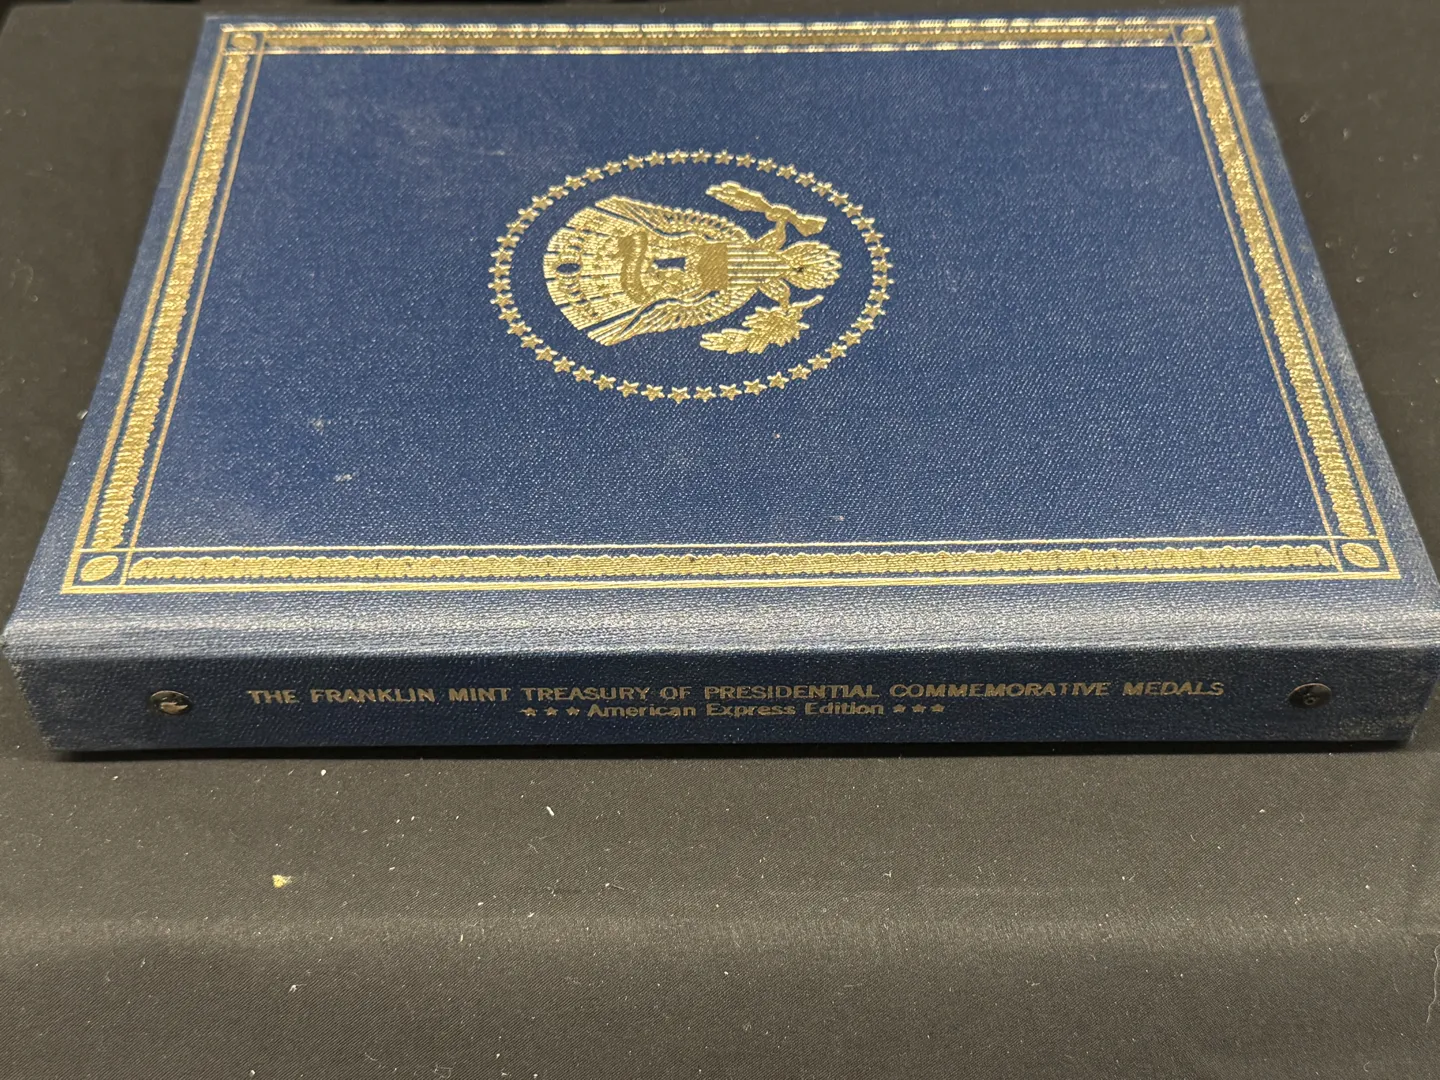 THE FRANKLIN MINT TREASURY OF PRESIDENTIAL COMMEMORATIVE MEDALS
★ ★ ★ American Express Edition ★ ★ ★